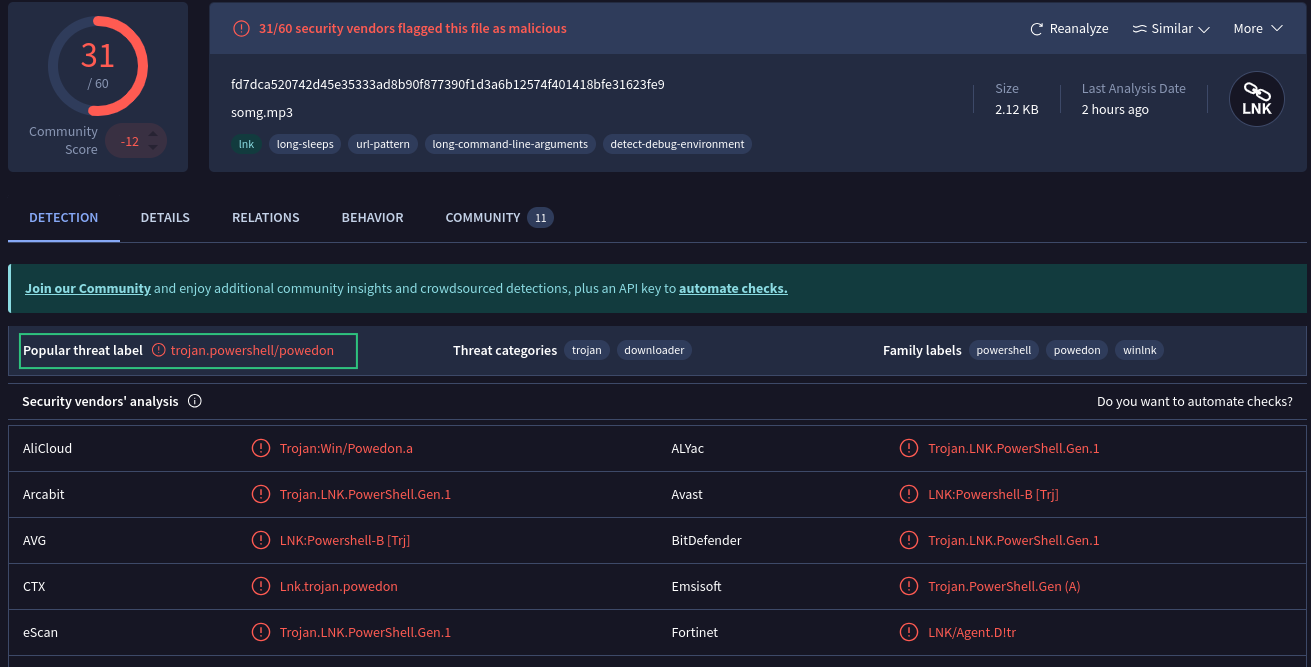 31
/ 60
Community
Score
-12
31/60 security vendors flagged this file as malicious
Reanalyze
Similar
More
fd7dca520742d45e35333ad8b90f877390f1d3a6b12574f401418bfe31623fe9
somg.mp3
Size
2.12 KB
Last Analysis Date
2 hours ago
LNK
lnk long-sleeps url-pattern long-command-line-arguments detect-debug-environment
DETECTION DETAILS RELATIONS BEHAVIOR COMMUNITY 11
Join our Community and enjoy additional community insights and crowdsourced detections, plus an API key to automate checks.
Popular threat label trojan.powershell/powedon Threat categories trojan downloader Family labels powershell powedon winlnk
Security vendors' analysis Do you want to automate checks?
AliCloud Trojan:Win/Powedon.a ALYac Trojan.LNK.PowerShell.Gen.1
Arcabit Trojan.LNK.PowerShell.Gen.1 Avast LNK:Powershell-B [Trj]
AVG LNK:Powershell-B [Trj] BitDefender Trojan.LNK.PowerShell.Gen.1
CTX Lnk.trojan.powedon Emsisoft Trojan.PowerShell.Gen (A)
eScan Trojan.LNK.PowerShell.Gen.1 Fortinet LNK/Agent.D!tr